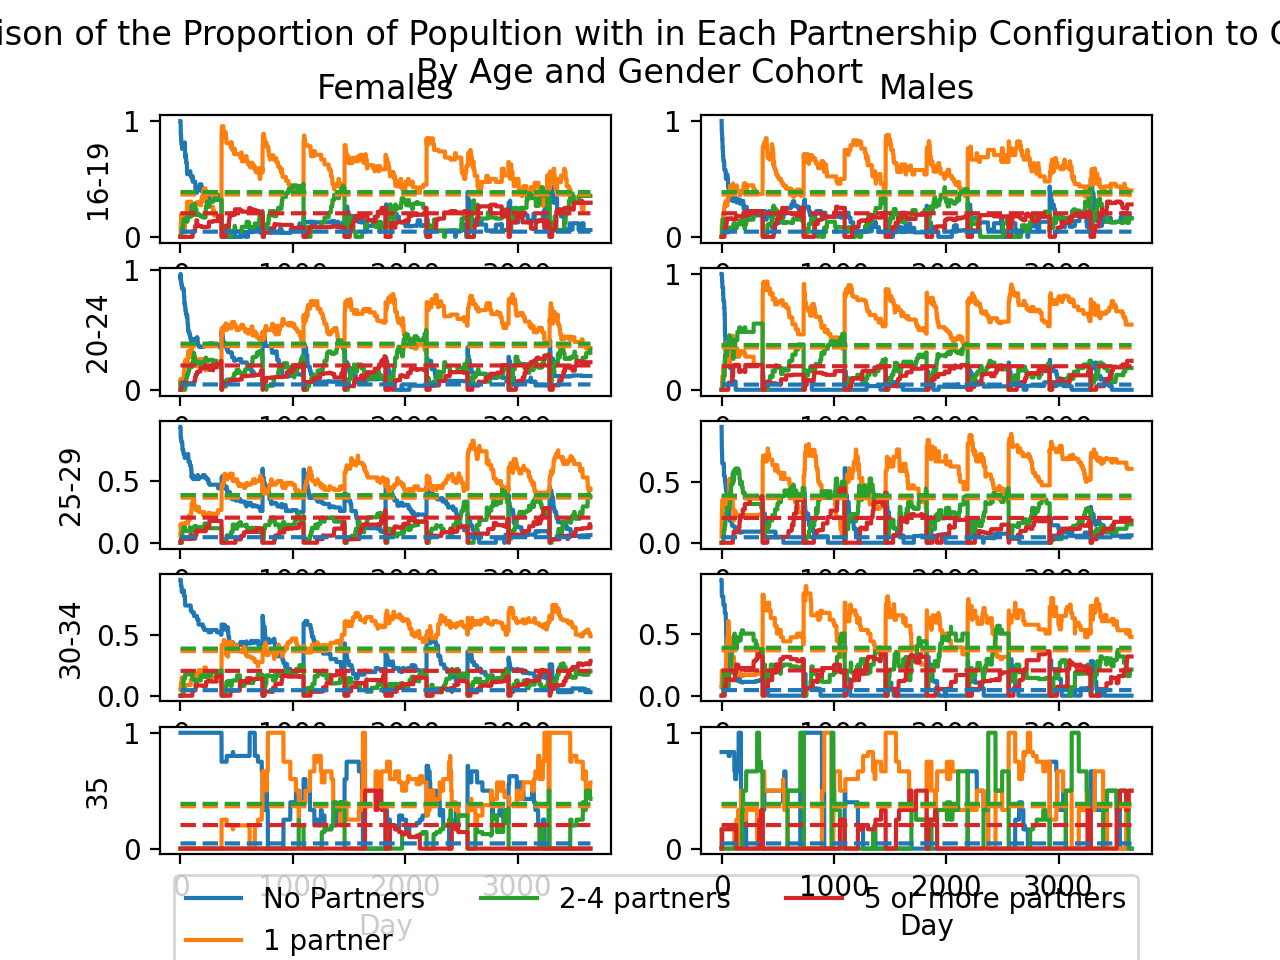 ison of the Proportion of Popultion with in Each Partnership Configuration to
By Age and Gender Cohort
Females
Males
1
0
16-19
1
0
1
0
20-24
1
0
0.5
0.0
25-29
0.5
0.0
0.5
0.0
30-34
0.5
0.0
1
0
35
1
0
0 1000 2000 3000
0 1000 2000 3000
Day
Day
No Partners
1 partner
2-4 partners
5 or more partners